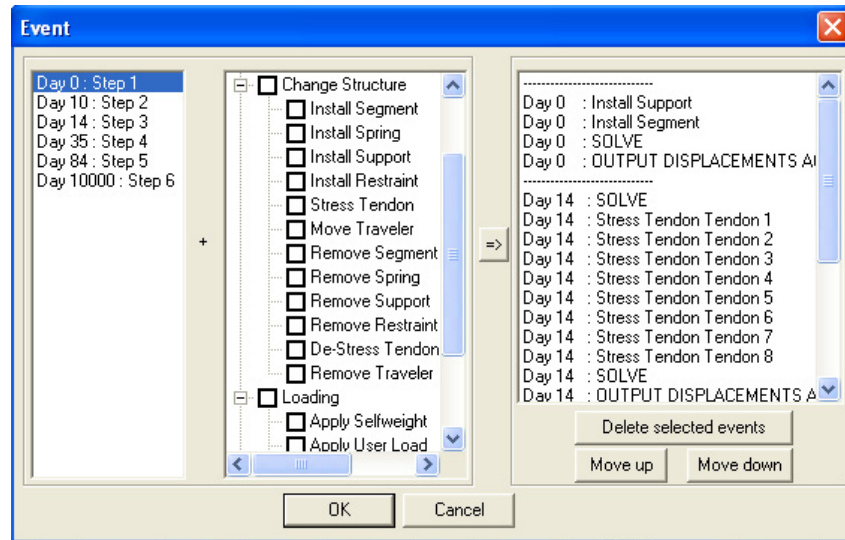 Event
Day 0 : Step 1
Day 10 : Step 2
Day 14 : Step 3
Day 35 : Step 4
Day 84 : Step 5
Day 10000 : Step 6
+
Change Structure
Install Segment
Install Spring
Install Support
Install Restraint
Stress Tendon
Move Traveler
Remove Segment
Remove Spring
Remove Support
Remove Restraint
De-Stress Tendon
Remove Traveler
Loading
Apply Selfweight
Apply User Load
=>
----------------------------
Day 0 : Install Support
Day 0 : Install Segment
Day 0 : SOLVE
Day 0 : OUTPUT DISPLACEMENTS
----------------------------
Day 14 : SOLVE
Day 14 : Stress Tendon Tendon 1
Day 14 : Stress Tendon Tendon 2
Day 14 : Stress Tendon Tendon 3
Day 14 : Stress Tendon Tendon 4
Day 14 : Stress Tendon Tendon 5
Day 14 : Stress Tendon Tendon 6
Day 14 : Stress Tendon Tendon 7
Day 14 : Stress Tendon Tendon 8
Day 14 : SOLVE
Day 14 : OUTPUT DISPLACEMENTS
Delete selected events
Move up
Move down
OK
Cancel